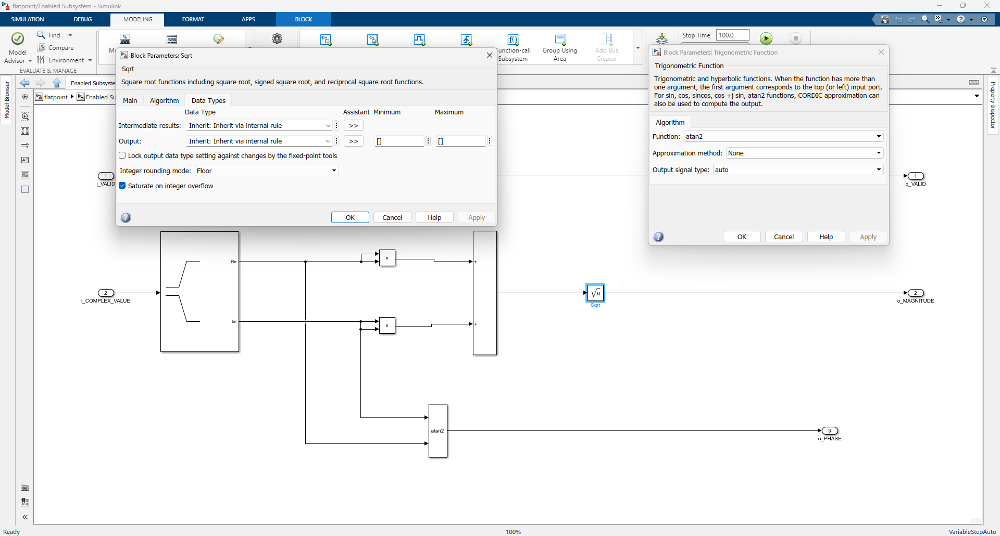 flatpoint/Enabled Subsystem - Simulink
SIMULATION DEBUG MODELING FORMAT APPS BLOCK
Find
Compare
Environment
Model
Advisor
EVALUATE & MANAGE
Function-call
Subsystem
Group Using
Area
Add Bus
Creator
Stop Time 100.0
Model Browser
Property Inspector
Enabled Subsyste
flatpoint Enabled Su
Block Parameters: Sqrt
Sqrt
Square root functions including square root, signed square root, and reciprocal square root functions.
Main Algorithm Data Types
Data Type Assistant Minimum Maximum
Intermediate results: Inherit: Inherit via internal rule >>
Output: Inherit: Inherit via internal rule >> [] []
Lock output data type setting against changes by the fixed-point tools
Integer rounding mode: Floor
Saturate on integer overflow
OK Cancel Help Apply
Block Parameters: Trigonometric Function
Trigonometric Function
Trigonometric and hyperbolic functions. When the function has more than
one argument, the first argument corresponds to the top (or left) input port.
For sin, cos, sincos, cos +j sin, atan2 functions, CORDIC approximation can
also be used to compute the output.
Algorithm
Function: atan2
Approximation method: None
Output signal type: auto
OK Cancel Help Apply
1
i_VALID
1
o_VALID
2
i_COMPLEX_VALUE
Re
Im
x
x
+
+
√u
Sqrt
2
o_MAGNITUDE
atan2
3
o_PHASE
Ready
100%
VariableStepAuto